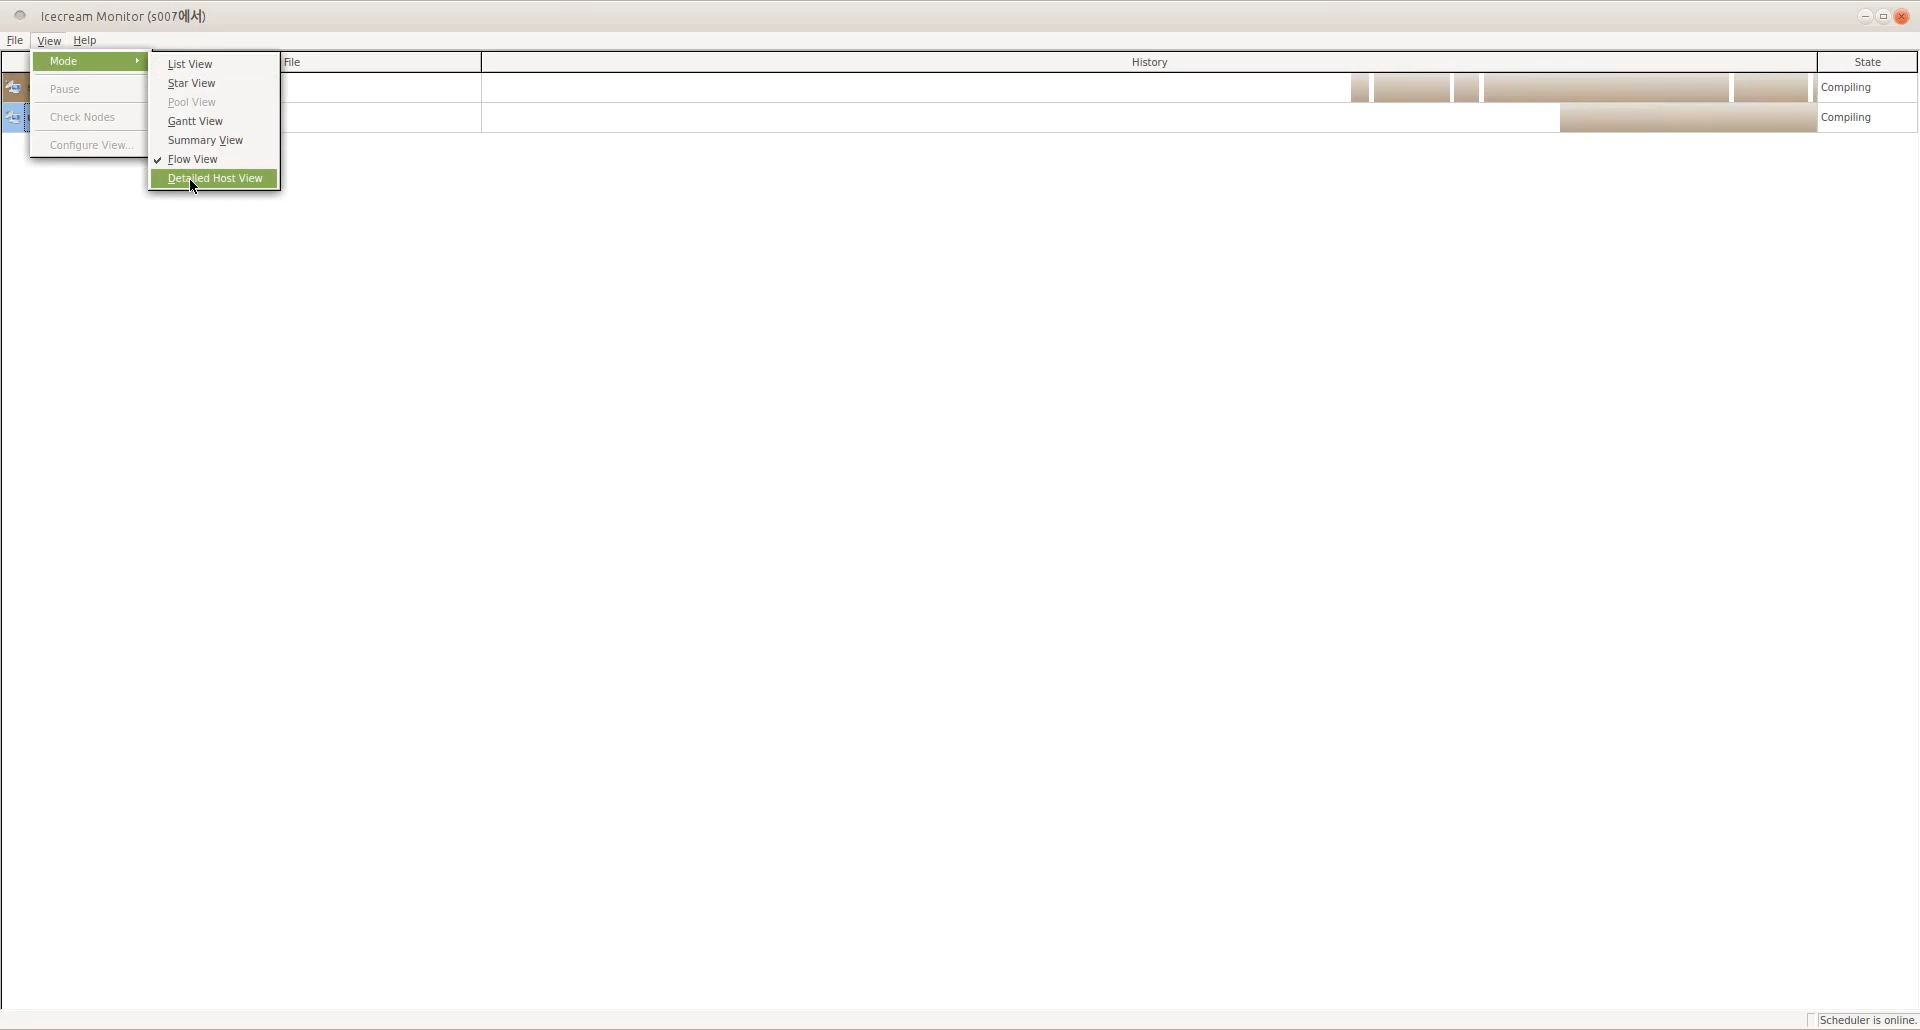 Icecream Monitor (s007에서)
File View Help
Mode
Pause
Check Nodes
Configure View...
List View
Star View
Pool View
Gantt View
Summary View
Flow View
Detailed Host View
File History State
Compiling
Compiling
Scheduler is online.